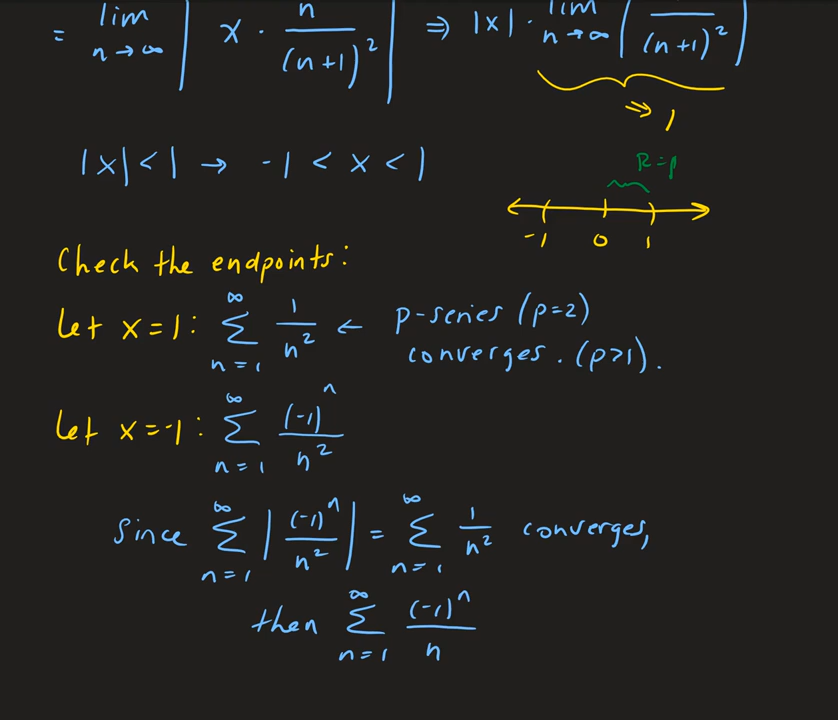 = lim n→∞ | x · n / (n+1)² | ⇒ |x| · lim n→∞ ( / (n+1)² )
⇒ 1
|x| < 1 → -1 < x < 1
R = 1
-1 0 1
Check the endpoints:
Let x = 1: ∞ Σ n=1 1/n² ← p-series (p=2)
converges. (p>1).
Let x = -1: ∞ Σ n=1 (-1)ⁿ/n²
Since ∞ Σ n=1 | (-1)ⁿ/n² | = ∞ Σ n=1 1/n² converges,
then ∞ Σ n=1 (-1)ⁿ/n